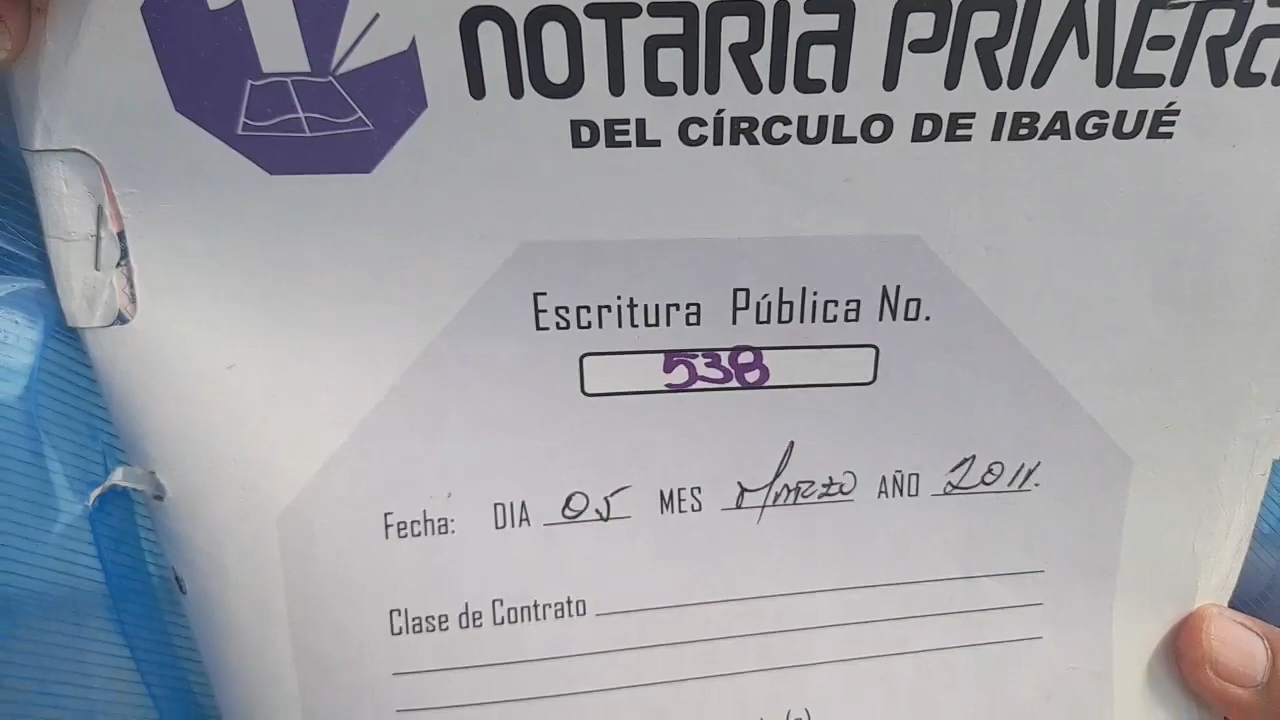 1
NOTARIA PRIMERA
DEL CÍRCULO DE IBAGUÉ
Escritura Pública No.
538
Fecha: DIA 05 MES Marzo AÑO 2011.
Clase de Contrato